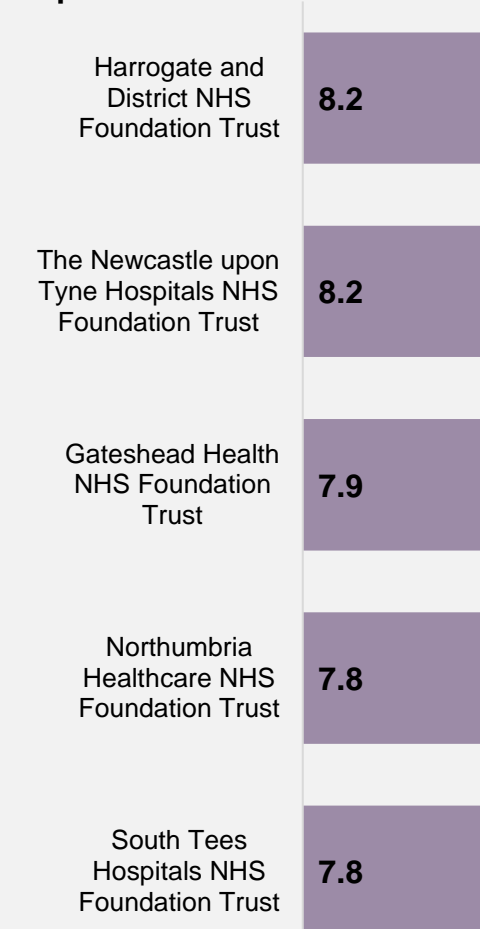 Harrogate and
District NHS
Foundation Trust
8.2
The Newcastle upon
Tyne Hospitals NHS
Foundation Trust
8.2
Gateshead Health
NHS Foundation
Trust
7.9
Northumbria
Healthcare NHS
Foundation Trust
7.8
South Tees
Hospitals NHS
Foundation Trust
7.8